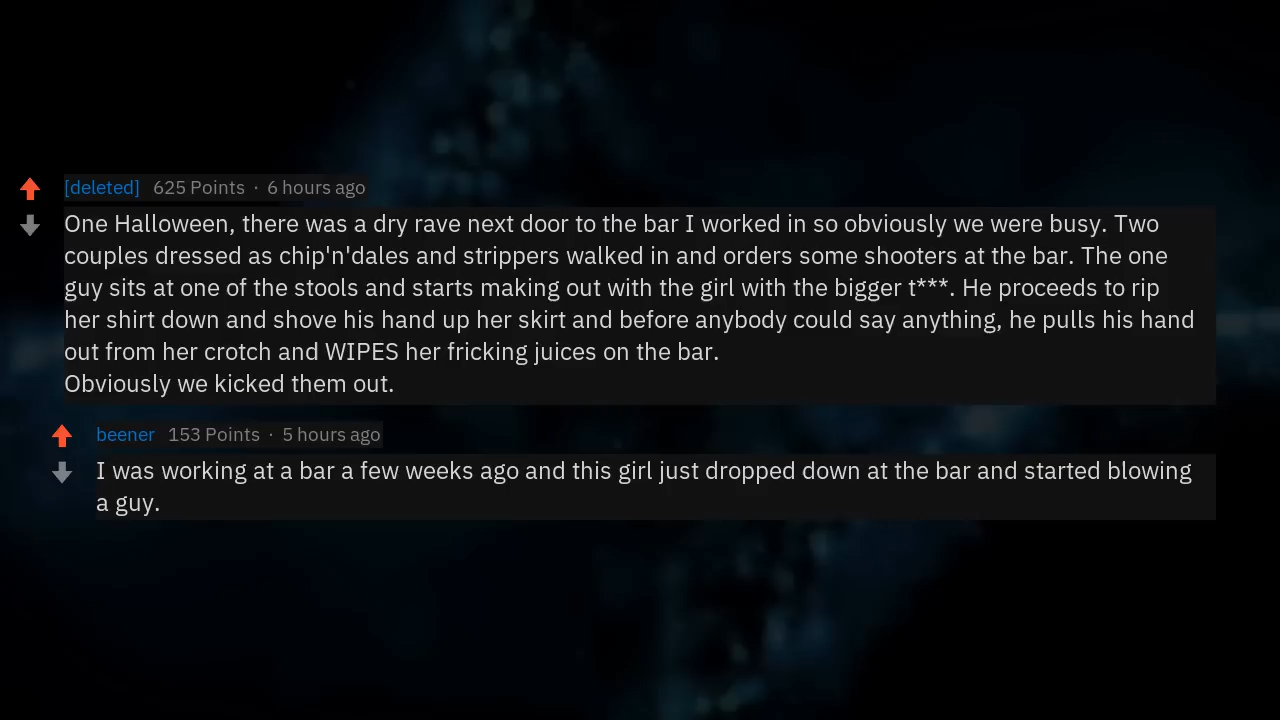 [deleted] 625 Points · 6 hours ago
One Halloween, there was a dry rave next door to the bar I worked in so obviously we were busy. Two
couples dressed as chip'n'dales and strippers walked in and orders some shooters at the bar. The one
guy sits at one of the stools and starts making out with the girl with the bigger t***. He proceeds to rip
her shirt down and shove his hand up her skirt and before anybody could say anything, he pulls his hand
out from her crotch and WIPES her fricking juices on the bar.
Obviously we kicked them out.
beener 153 Points · 5 hours ago
I was working at a bar a few weeks ago and this girl just dropped down at the bar and started blowing
a guy.